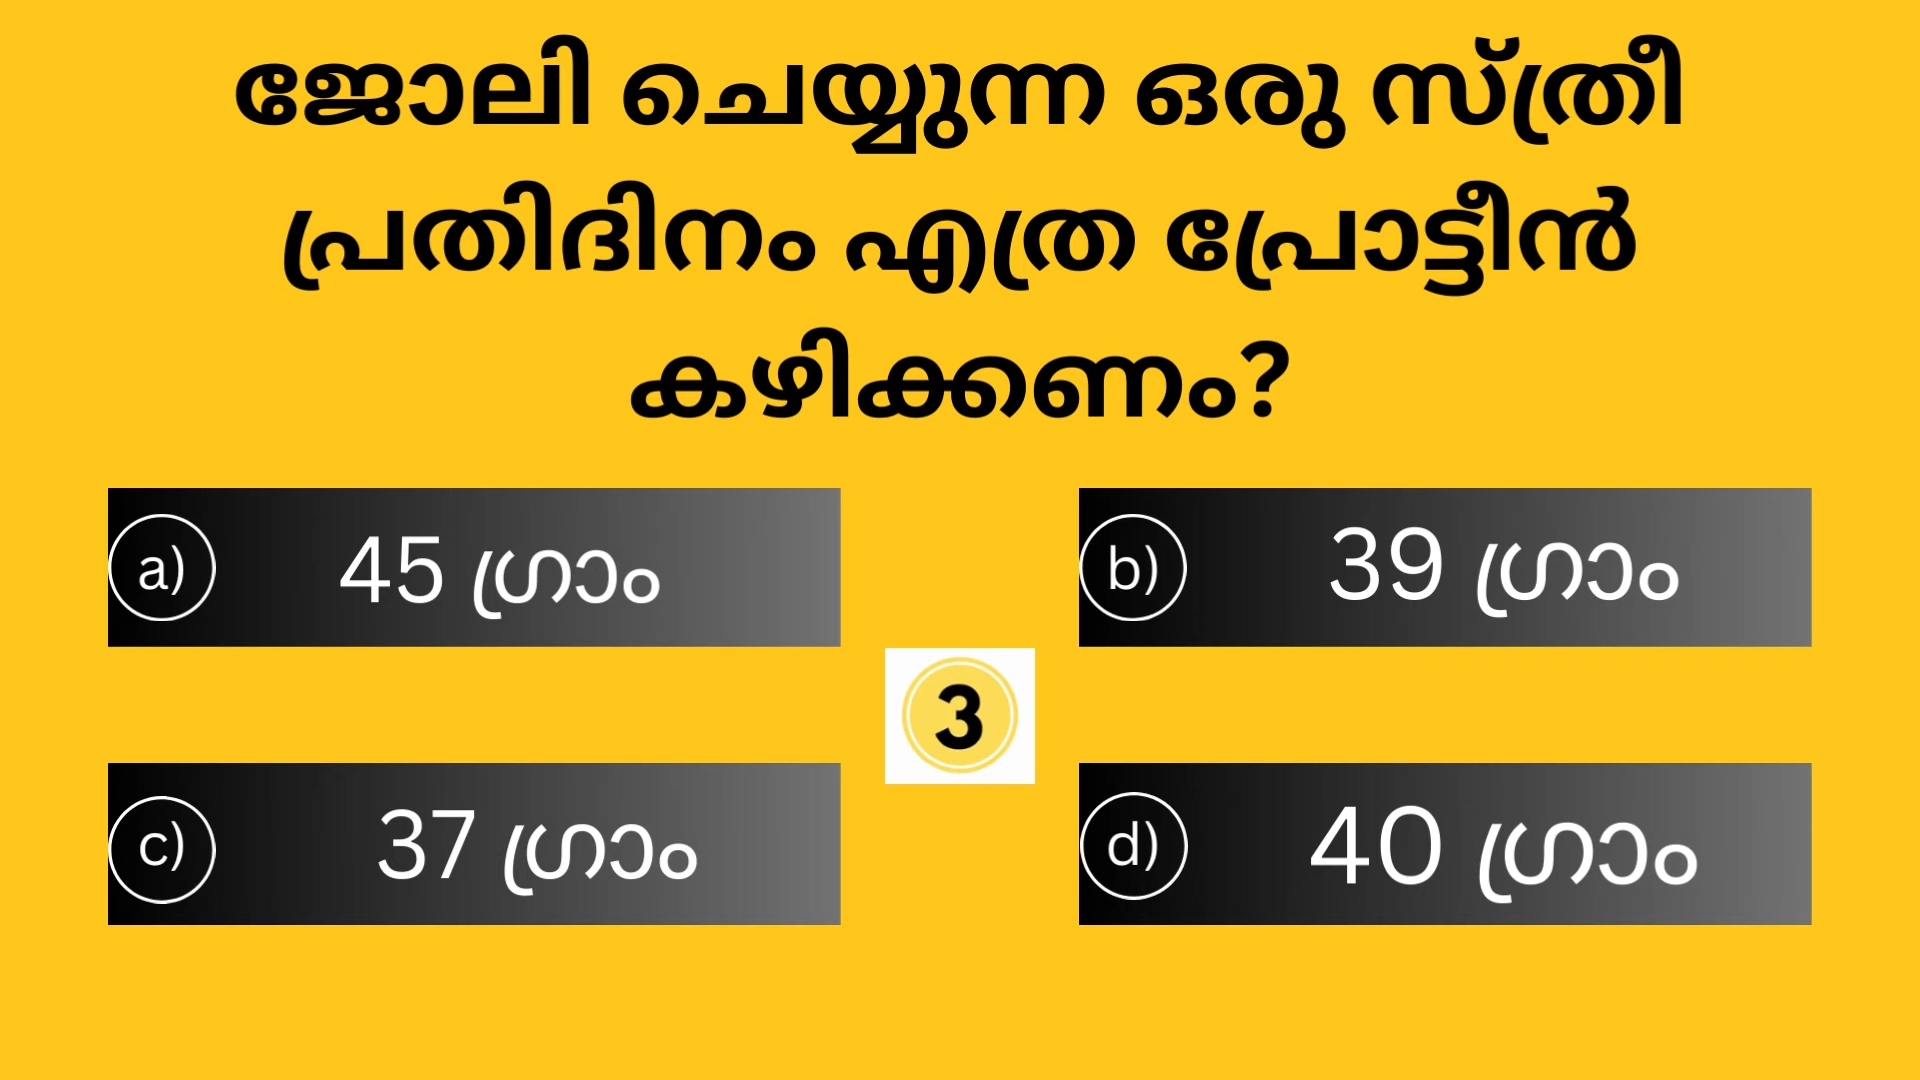 ജോലി ചെയ്യുന്ന ഒരു സ്ത്രീ
പ്രതിദിനം എത്ര പ്രോട്ടീൻ
കഴിക്കണം?
a) 45 ഗ്രാം
b) 39 ഗ്രാം
3
c) 37 ഗ്രാം
d) 40 ഗ്രാം